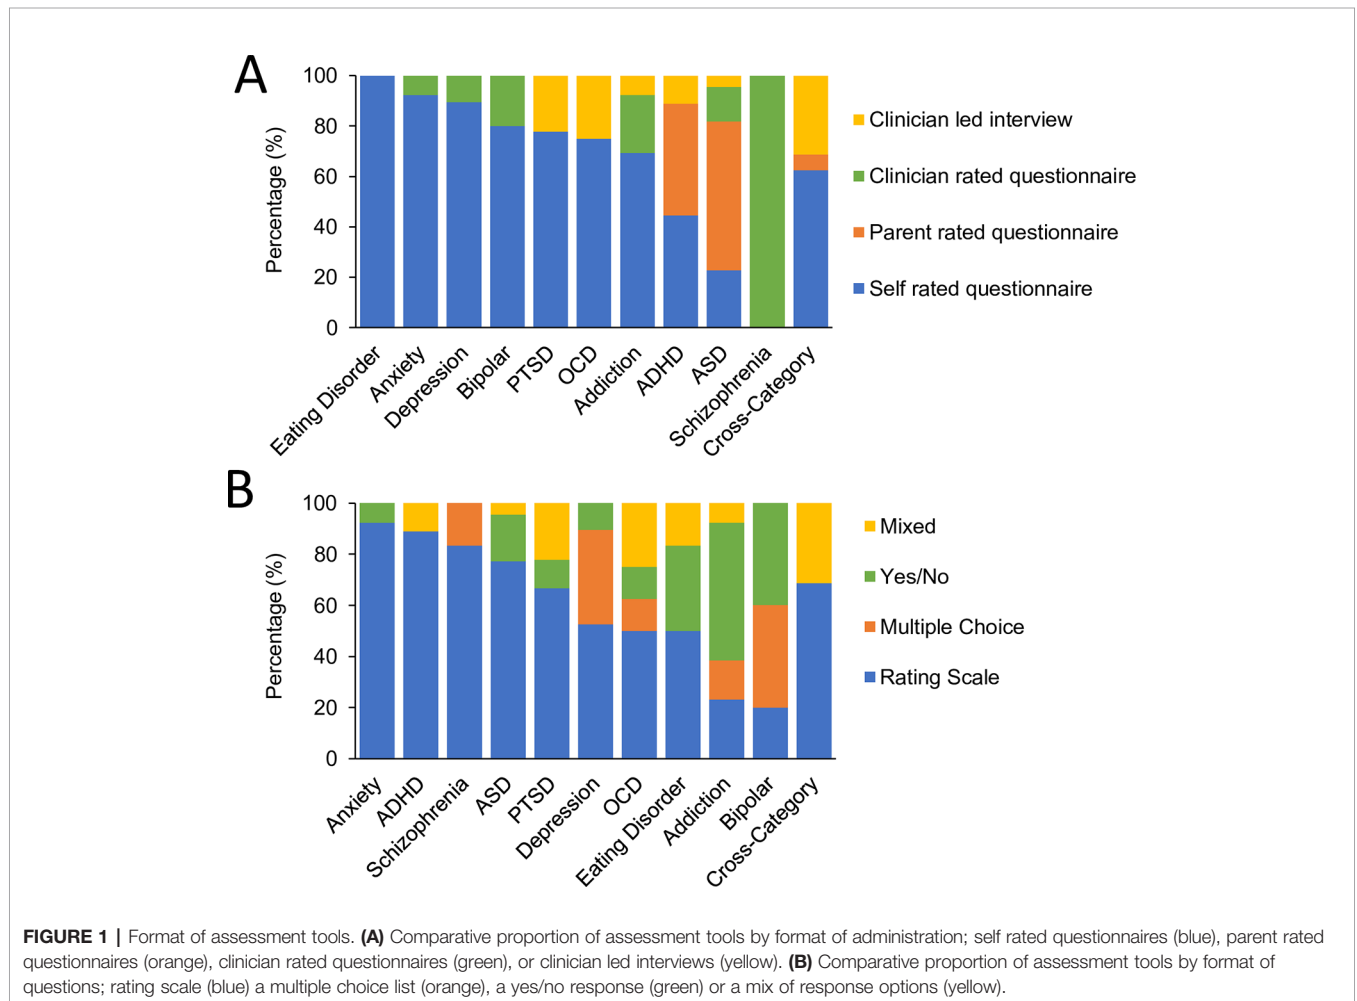 A
100
80
60
40
20
0
Percentage (%)
Eating Disorder
Anxiety
Depression
Bipolar
PTSD
OCD
Addiction
ADHD
ASD
Schizophrenia
Cross-Category
Clinician led interview
Clinician rated questionnaire
Parent rated questionnaire
Self rated questionnaire
B
100
80
60
40
20
0
Percentage (%)
Anxiety
ADHD
Schizophrenia
ASD
PTSD
Depression
OCD
Eating Disorder
Addiction
Bipolar
Cross-Category
Mixed
Yes/No
Multiple Choice
Rating Scale
FIGURE 1 | Format of assessment tools. (A) Comparative proportion of assessment tools by format of administration; self rated questionnaires (blue), parent rated
questionnaires (orange), clinician rated questionnaires (green), or clinician led interviews (yellow). (B) Comparative proportion of assessment tools by format of
questions; rating scale (blue) a multiple choice list (orange), a yes/no response (green) or a mix of response options (yellow).